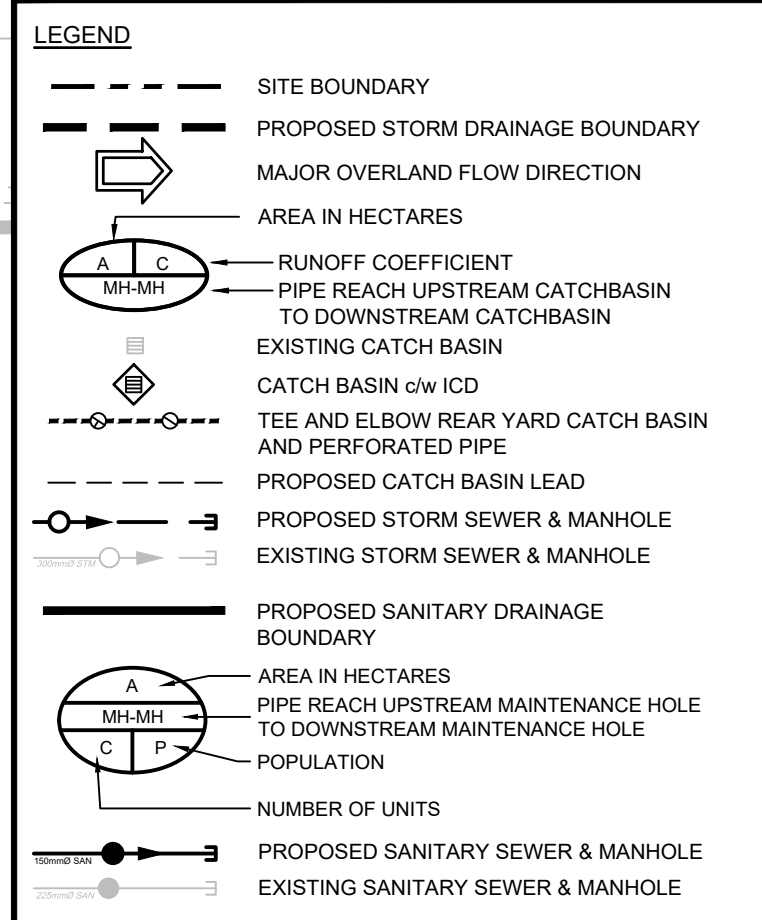 LEGEND
SITE BOUNDARY
PROPOSED STORM DRAINAGE BOUNDARY
MAJOR OVERLAND FLOW DIRECTION
AREA IN HECTARES
A C
RUNOFF COEFFICIENT
MH-MH
PIPE REACH UPSTREAM CATCHBASIN
TO DOWNSTREAM CATCHBASIN
EXISTING CATCH BASIN
CATCH BASIN c/w ICD
TEE AND ELBOW REAR YARD CATCH BASIN
AND PERFORATED PIPE
PROPOSED CATCH BASIN LEAD
PROPOSED STORM SEWER & MANHOLE
300mmØ STM
EXISTING STORM SEWER & MANHOLE
PROPOSED SANITARY DRAINAGE
BOUNDARY
A
AREA IN HECTARES
MH-MH
PIPE REACH UPSTREAM MAINTENANCE HOLE
TO DOWNSTREAM MAINTENANCE HOLE
C P
POPULATION
NUMBER OF UNITS
150mmØ SAN
PROPOSED SANITARY SEWER & MANHOLE
225mmØ SAN
EXISTING SANITARY SEWER & MANHOLE